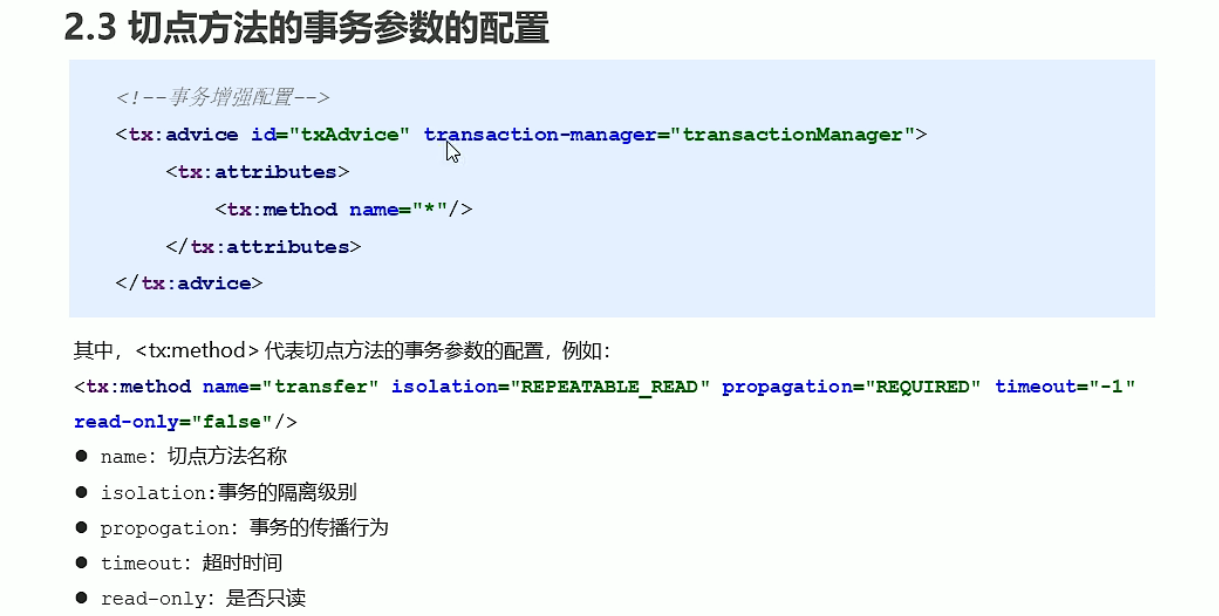 2.3 切点方法的事务参数的配置
<!--事务增强配置-->
<tx:advice id="txAdvice" transaction-manager="transactionManager">
<tx:attributes>
<tx:method name="*"/>
</tx:attributes>
</tx:advice>
其中，<tx:method> 代表切点方法的事务参数的配置，例如：
<tx:method name="transfer" isolation="REPEATABLE_READ" propagation="REQUIRED" timeout="-1"
read-only="false"/>
● name：切点方法名称
● isolation:事务的隔离级别
● propogation：事务的传播行为
● timeout：超时时间
● read-only：是否只读